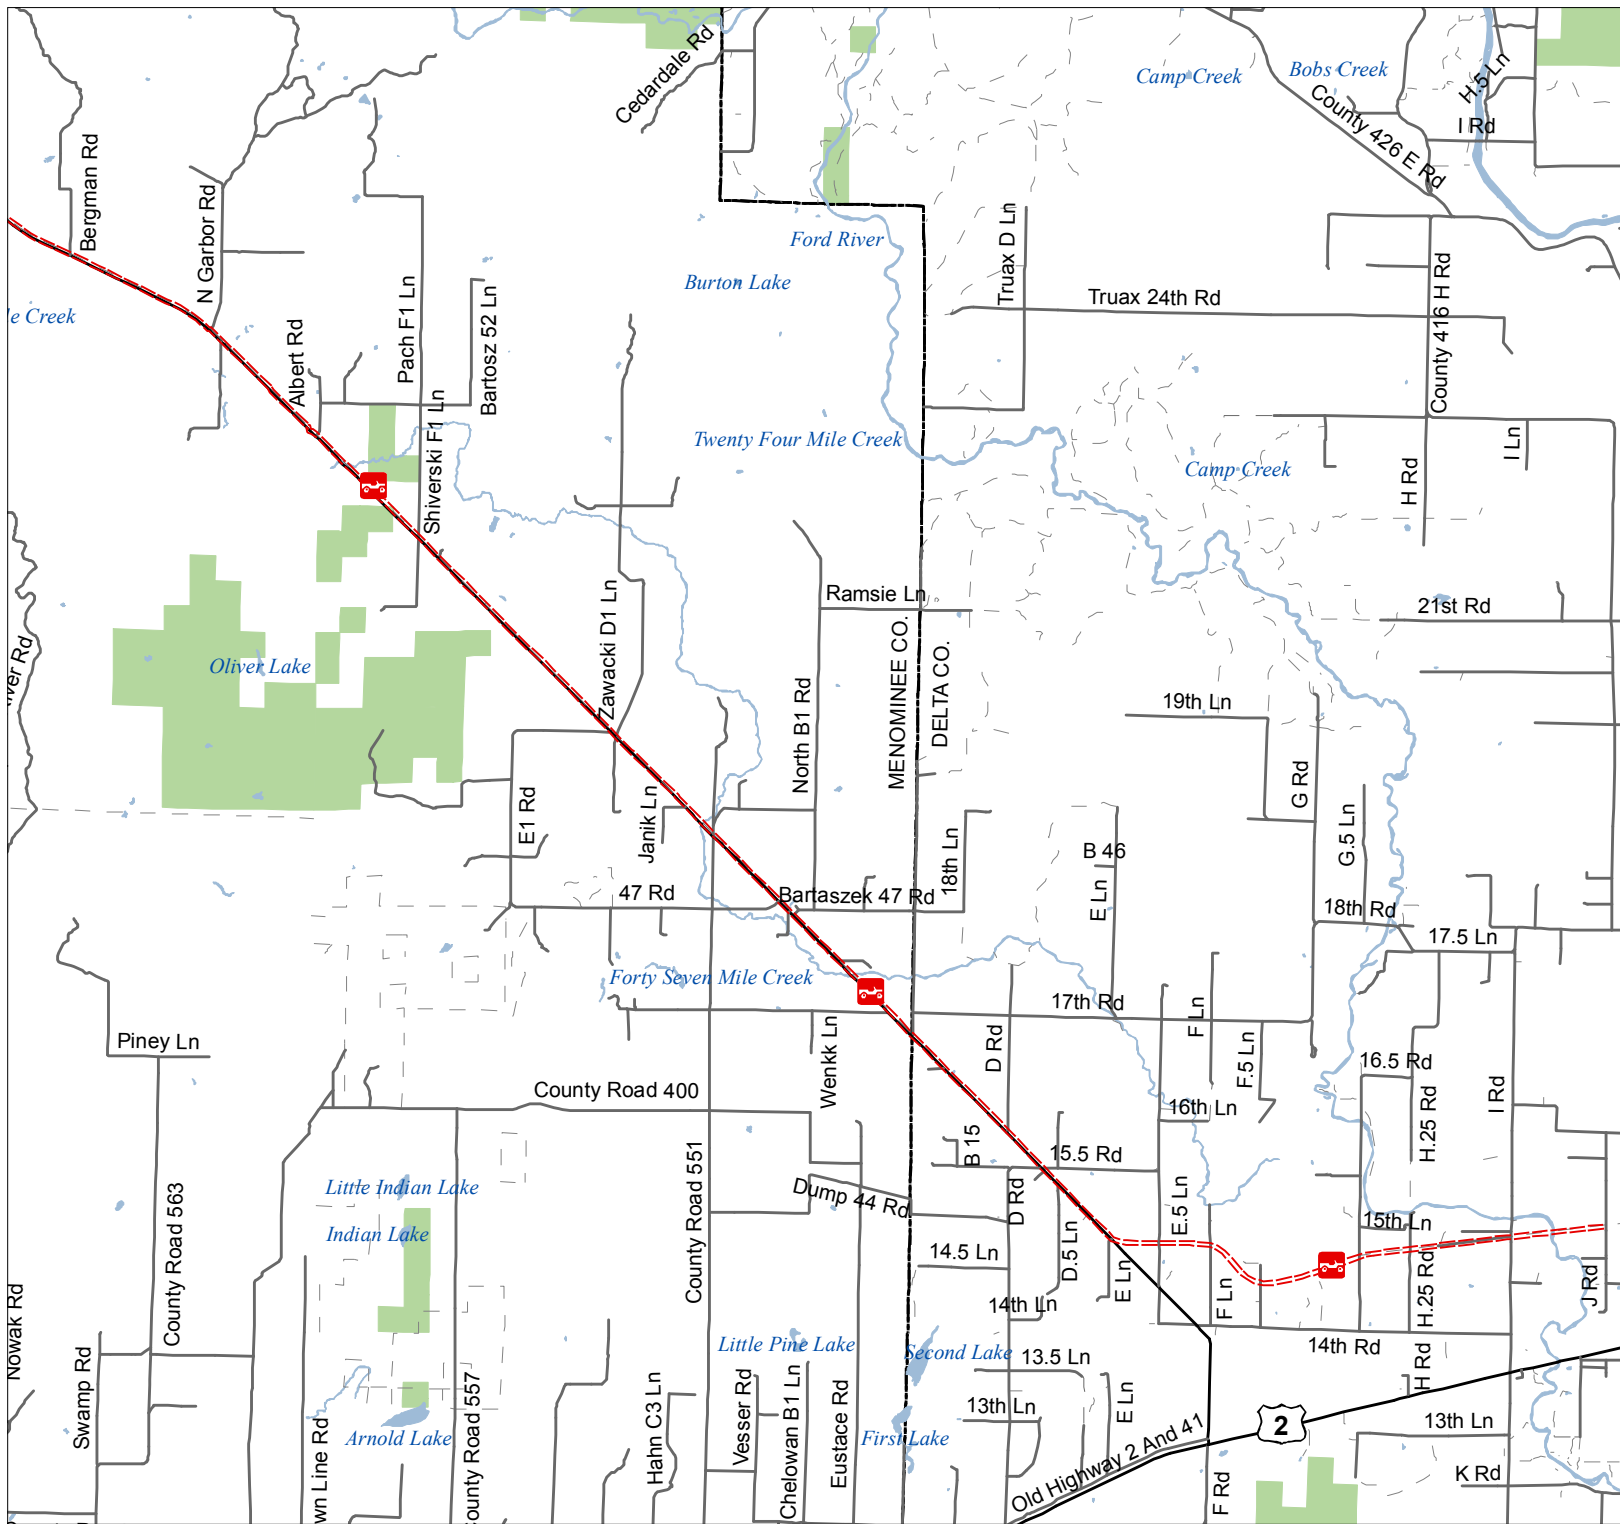 Cedardale Rd
Camp Creek
Bobs Creek
H.5 Ln
I Rd
County 426 E Rd
Bergman Rd
N Garbor Rd
Ford River
Truax D Ln
Burton Lake
Truax 24th Rd
County 416 H Rd
le Creek
Albert Rd
Pach F1 Ln
Bartosz 52 Ln
Shiverski F1 Ln
Twenty Four Mile Creek
Camp Creek
H Rd
I Ln
Ramsie Ln
21st Rd
MENOMINEE CO.
DELTA CO.
Zawacki D1 Ln
Oliver Lake
iver Rd
North B1 Rd
19th Ln
G Rd
E1 Rd
Janik Ln
G.5 Ln
18th Ln
B 46
E Ln
47 Rd
Bartaszek 47 Rd
18th Rd
17.5 Ln
Forty Seven Mile Creek
17th Rd
F Ln
Piney Ln
Wenkk Ln
D Rd
F.5 Ln
16.5 Rd
County Road 400
16th Ln
H.25 Rd
I Rd
B 15
15.5 Rd
County Road 551
County Road 563
Little Indian Lake
Dump 44 Rd
D Rd
E.5 Ln
15th Ln
Indian Lake
14.5 Ln
D.5 Ln
E Ln
F Ln
H.25 Rd
J Rd
Nowak Rd
14th Ln
Little Pine Lake
Second Lake
13.5 Ln
14th Rd
H Rd
Swamp Rd
County Road 557
Hahn C3 Ln
Vesser Rd
Chelowan B1 Ln
Eustace Rd
13th Ln
E Ln
2
13th Ln
wn Line Rd
Arnold Lake
First Lake
Old Highway 2 And 41
F Rd
K Rd